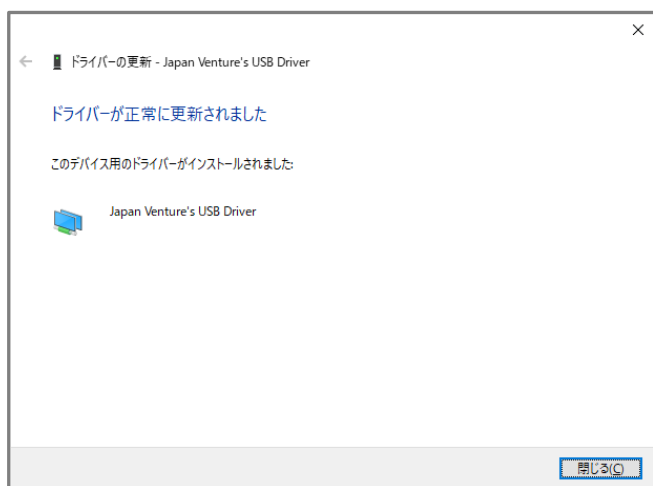 ドライバーの更新 - Japan Venture's USB Driver
ドライバーが正常に更新されました
このデバイス用のドライバーがインストールされました:
Japan Venture's USB Driver
閉じる(C)